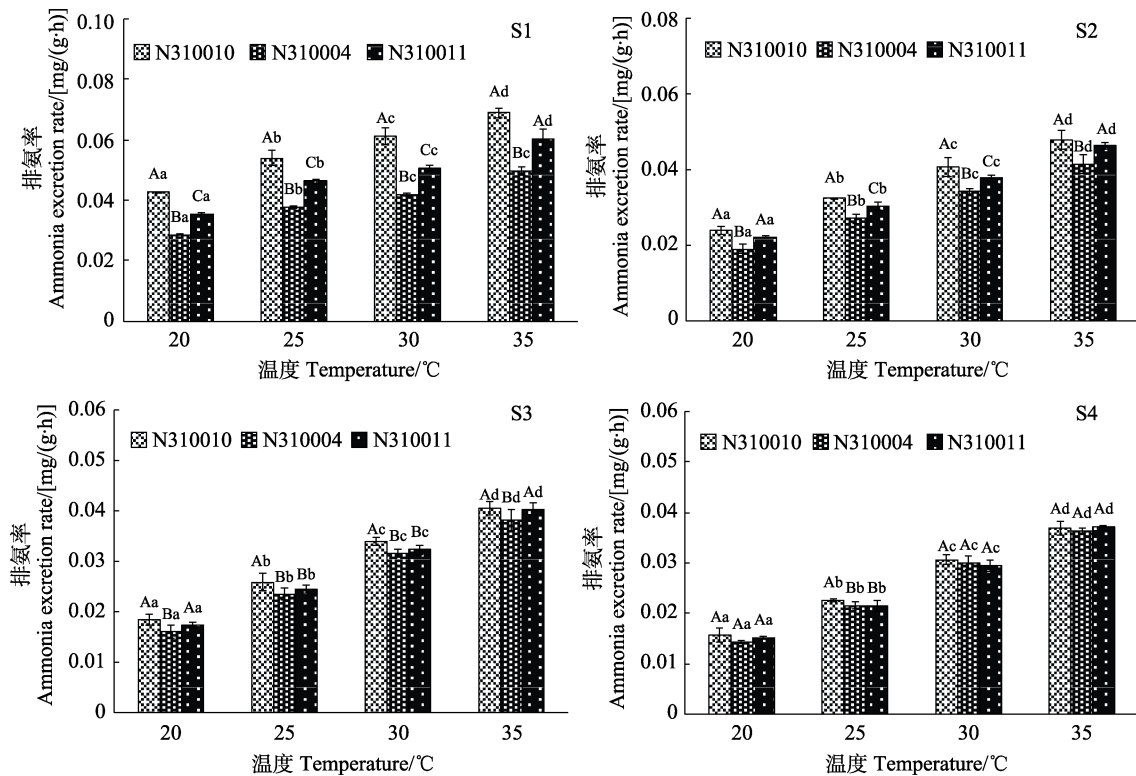 排氨率
Ammonia excretion rate/[mg/(g·h)]
0.10
0.08
0.06
0.04
0.02
0
S1
N310010 N310004 N310011
Aa Ba Ca
Ab Bb Cb
Ac Bc Cc
Ad Bc Ad
20 25 30 35
温度 Temperature/℃
排氨率
Ammonia excretion rate/[mg/(g·h)]
0.08
0.06
0.04
0.02
0
S2
N310010 N310004 N310011
Aa Ba Aa
Ab Bb Cb
Ac Bc Cc
Ad Bd Ad
20 25 30 35
温度 Temperature/℃
排氨率
Ammonia excretion rate/[mg/(g·h)]
0.06
0.05
0.04
0.03
0.02
0.01
0
S3
N310010 N310004 N310011
Aa Ba Aa
Ab Bb Bb
Ac Bc Bc
Ad Bd Ad
20 25 30 35
温度 Temperature/℃
排氨率
Ammonia excretion rate/[mg/(g·h)]
0.06
0.05
0.04
0.03
0.02
0.01
0
S4
N310010 N310004 N310011
Aa Aa Aa
Ab Bb Bb
Ac Ac Ac
Ad Ad Ad
20 25 30 35
温度 Temperature/℃